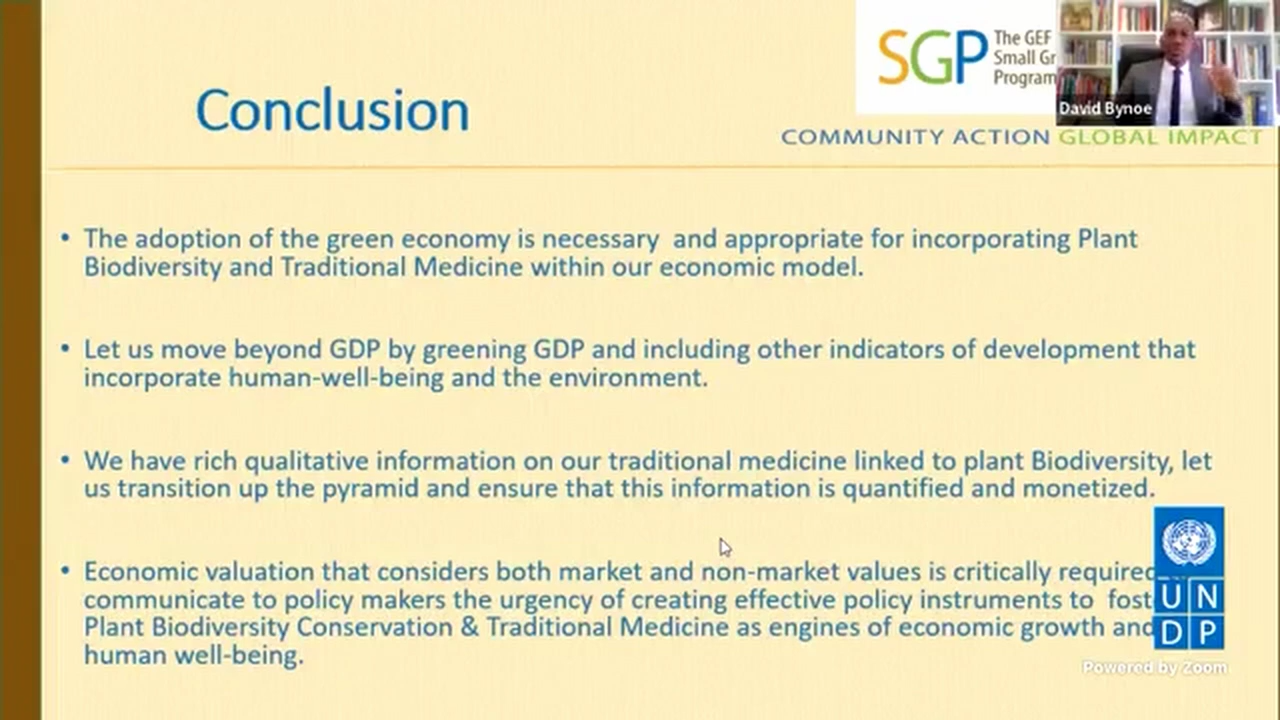 Conclusion
SGP
The GEF
Small Gr
Program
David Bynoe
COMMUNITY ACTION GLOBAL IMPACT
• The adoption of the green economy is necessary  and appropriate for incorporating Plant
Biodiversity and Traditional Medicine within our economic model.
• Let us move beyond GDP by greening GDP and including other indicators of development that
incorporate human-well-being and the environment.
• We have rich qualitative information on our traditional medicine linked to plant Biodiversity, let
us transition up the pyramid and ensure that this information is quantified and monetized.
• Economic valuation that considers both market and non-market values is critically required
communicate to policy makers the urgency of creating effective policy instruments to  fost
Plant Biodiversity Conservation & Traditional Medicine as engines of economic growth and
human well-being.
U N
D P
Powered by Zoom